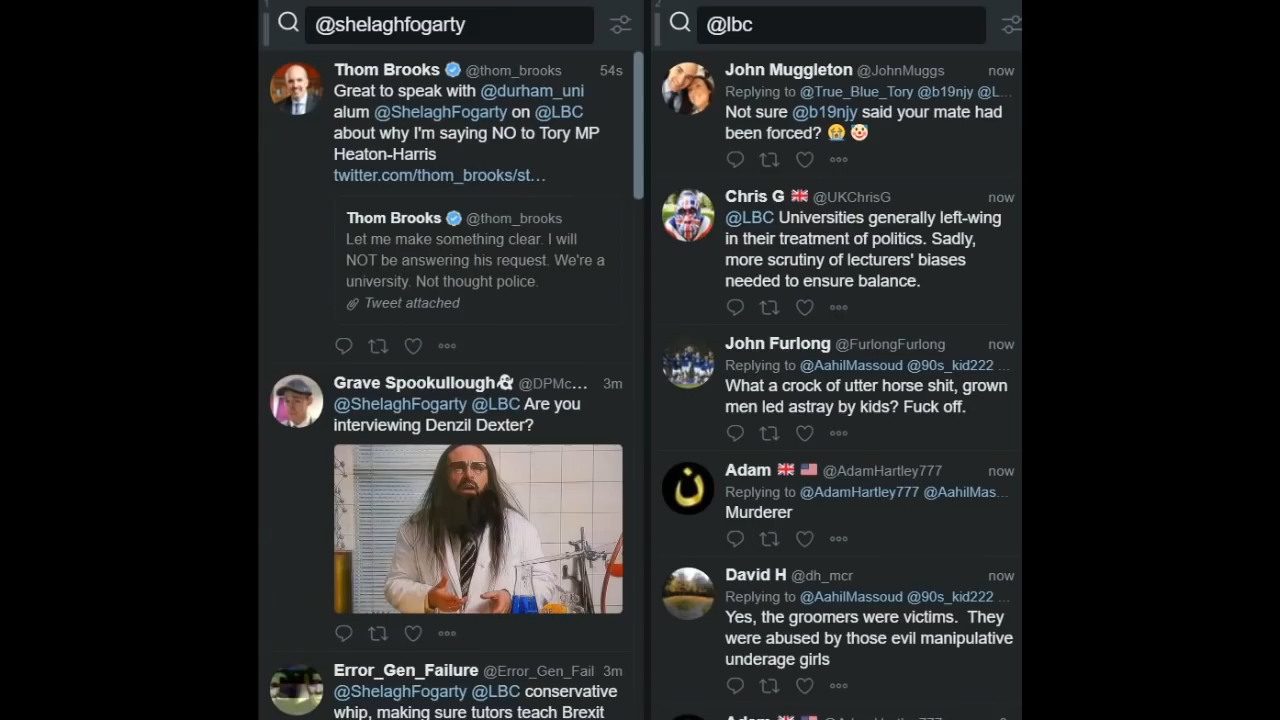 1
@shelaghfogarty
Thom Brooks @thom_brooks 54s
Great to speak with @durham_uni
alum @ShelaghFogarty on @LBC
about why I'm saying NO to Tory MP
Heaton-Harris
twitter.com/thom_brooks/st…
Thom Brooks @thom_brooks
Let me make something clear. I will
NOT be answering his request. We're a
university. Not thought police.
Tweet attached
Grave Spookullough @DPMc... 3m
@ShelaghFogarty @LBC Are you
interviewing Denzil Dexter?
Error_Gen_Failure @Error_Gen_Fail 3m
@ShelaghFogarty @LBC conservative
whip, making sure tutors teach Brexit
2
@lbc
John Muggleton @JohnMuggs now
Replying to @True_Blue_Tory @b19njy @L...
Not sure @b19njy said your mate had
been forced? 😭 🤡
Chris G 🇬🇧 @UKChrisG now
@LBC Universities generally left-wing
in their treatment of politics. Sadly,
more scrutiny of lecturers' biases
needed to ensure balance.
John Furlong @FurlongFurlong now
Replying to @AahilMassoud @90s_kid222 ...
What a crock of utter horse shit, grown
men led astray by kids? Fuck off.
Adam 🇬🇧 🇺🇸 @AdamHartley777 now
Replying to @AdamHartley777 @AahilMas...
Murderer
David H @dh_mcr now
Replying to @AahilMassoud @90s_kid222 ...
Yes, the groomers were victims. They
were abused by those evil manipulative
underage girls
Adam 🇬🇧 🇺🇸 @AdamHartley777